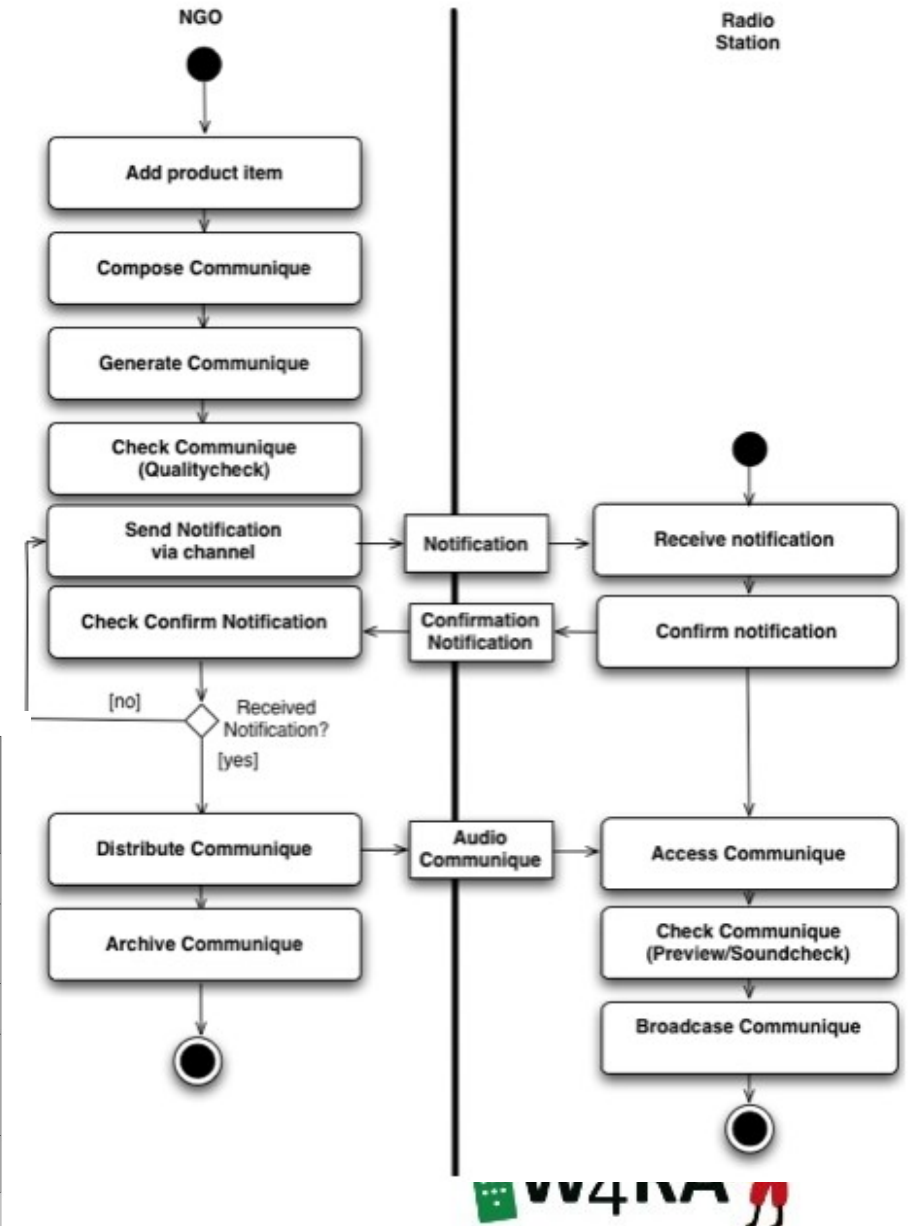 NGO
Radio
Station
Add product item
Compose Communique
Generate Communique
Check Communique
(Qualitycheck)
Send Notification
via channel
Notification
Receive notification
Check Confirm Notification
Confirmation
Notification
Confirm notification
[no]
Received
Notification?
[yes]
Distribute Communique
Audio
Communique
Access Communique
Archive Communique
Check Communique
(Preview/Soundcheck)
Broadcase Communique
W4RA